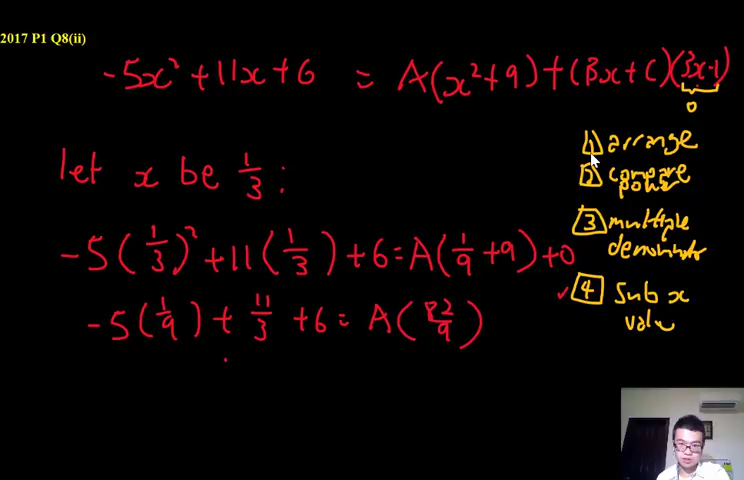 2017 P1 Q8(ii)
-5x² + 11x + 6 = A(x² + 9) + (Bx + C)(3x - 1)
0
let x be 1/3 :
-5(1/3)² + 11(1/3) + 6 = A(1/9 + 9) + 0
-5(1/9) + 11/3 + 6 = A(82/9)
1 arrange
2 compare
power
3 multiple
denominator
✓ 4 Sub x
value